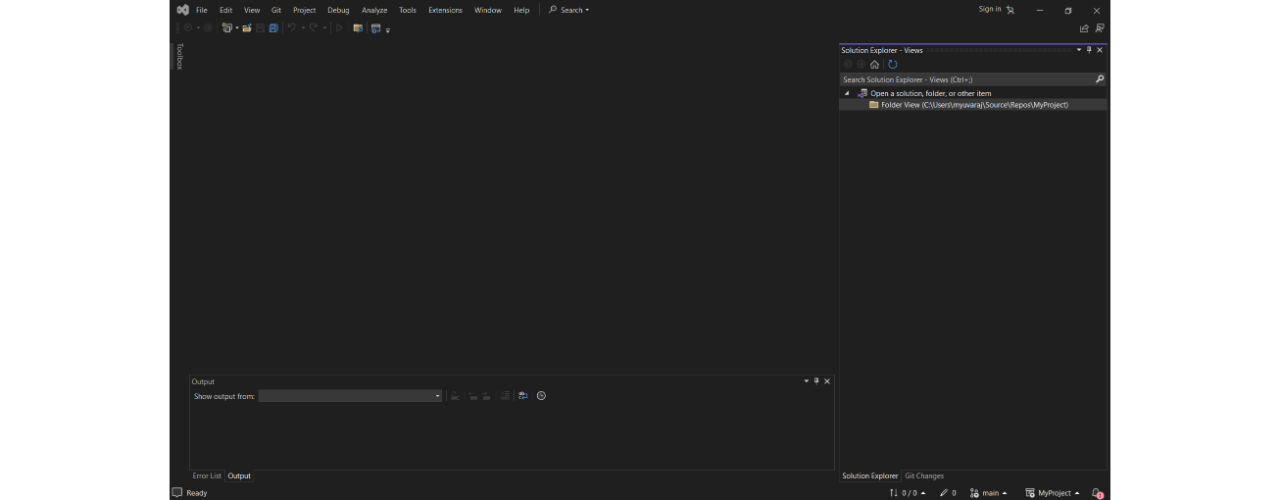 File Edit View Git Project Debug Analyze Tools Extensions Window Help Search Sign in
Toolbox
Solution Explorer - Views
Search Solution Explorer - Views (Ctrl+;)
Open a solution, folder, or other item
Folder View (C:\Users\myuvaraj\Source\Repos\MyProject)
Output
Show output from:
Error List Output
Solution Explorer Git Changes
Ready 0 / 0 0 main MyProject 1